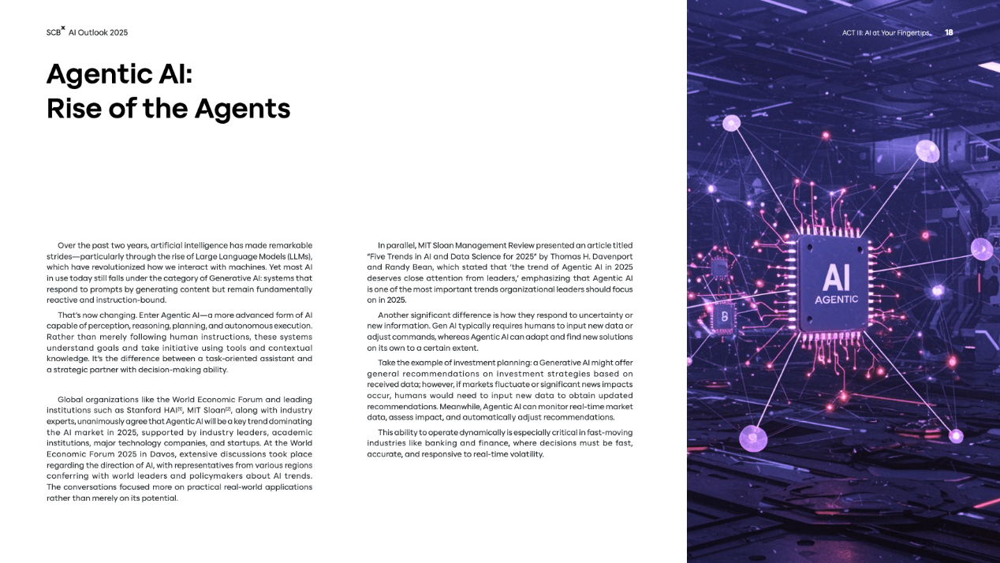 SCBX AI Outlook 2025
ACT III: AI at Your Fingertips 18
Agentic AI:
Rise of the Agents
Over the past two years, artificial intelligence has made remarkable
strides—particularly through the rise of Large Language Models (LLMs),
which have revolutionized how we interact with machines. Yet most AI
in use today still falls under the category of Generative AI: systems that
respond to prompts by generating content but remain fundamentally
reactive and instruction-bound.
That's now changing. Enter Agentic AI—a more advanced form of AI
capable of perception, reasoning, planning, and autonomous execution.
Rather than merely following human instructions, these systems
understand goals and take initiative using tools and contextual
knowledge. It's the difference between a task-oriented assistant and
a strategic partner with decision-making ability.
Global organizations like the World Economic Forum and leading
institutions such as Stanford HAI[1], MIT Sloan[2], along with industry
experts, unanimously agree that Agentic AI will be a key trend dominating
the AI market in 2025, supported by industry leaders, academic
institutions, major technology companies, and startups. At the World
Economic Forum 2025 in Davos, extensive discussions took place
regarding the direction of AI, with representatives from various regions
conferring with world leaders and policymakers about AI trends.
The conversations focused more on practical real-world applications
rather than merely on its potential.
In parallel, MIT Sloan Management Review presented an article titled
"Five Trends in AI and Data Science for 2025" by Thomas H. Davenport
and Randy Bean, which stated that 'the trend of Agentic AI in 2025
deserves close attention from leaders,' emphasizing that Agentic AI
is one of the most important trends organizational leaders should focus
on in 2025.
Another significant difference is how they respond to uncertainty or
new information. Gen AI typically requires humans to input new data or
adjust commands, whereas Agentic AI can adapt and find new solutions
on its own to a certain extent.
Take the example of investment planning: a Generative AI might offer
general recommendations on investment strategies based on
received data; however, if markets fluctuate or significant news impacts
occur, humans would need to input new data to obtain updated
recommendations. Meanwhile, Agentic AI can monitor real-time market
data, assess impact, and automatically adjust recommendations.
This ability to operate dynamically is especially critical in fast-moving
industries like banking and finance, where decisions must be fast,
accurate, and responsive to real-time volatility.
AI
AGENTIC